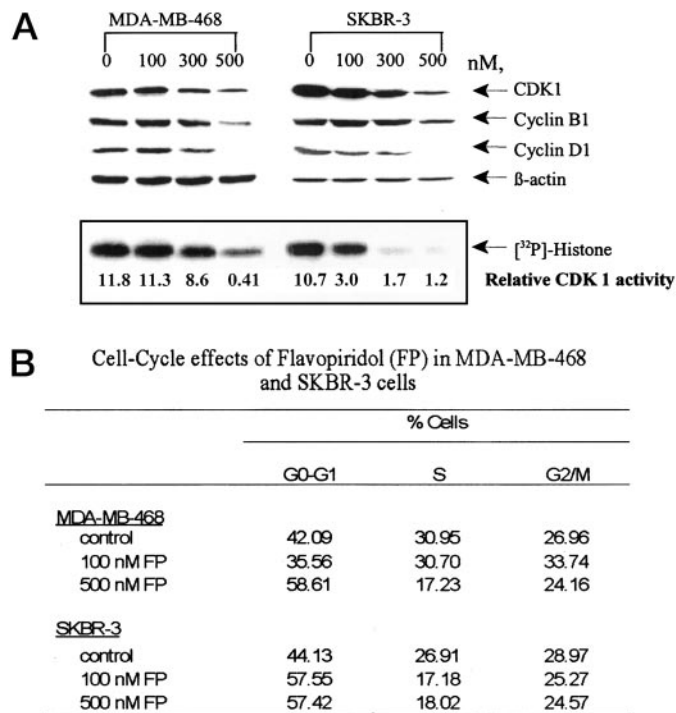 A
MDA-MB-468 SKBR-3
0 100 300 500 0 100 300 500 nM,
CDK1
Cyclin B1
Cyclin D1
ß-actin
[³²P]-Histone
11.8 11.3 8.6 0.41 10.7 3.0 1.7 1.2 Relative CDK 1 activity
B Cell-Cycle effects of Flavopiridol (FP) in MDA-MB-468
and SKBR-3 cells
% Cells
G0-G1 S G2/M
MDA-MB-468
control 42.09 30.95 26.96
100 nM FP 35.56 30.70 33.74
500 nM FP 58.61 17.23 24.16
SKBR-3
control 44.13 26.91 28.97
100 nM FP 57.55 17.18 25.27
500 nM FP 57.42 18.02 24.57